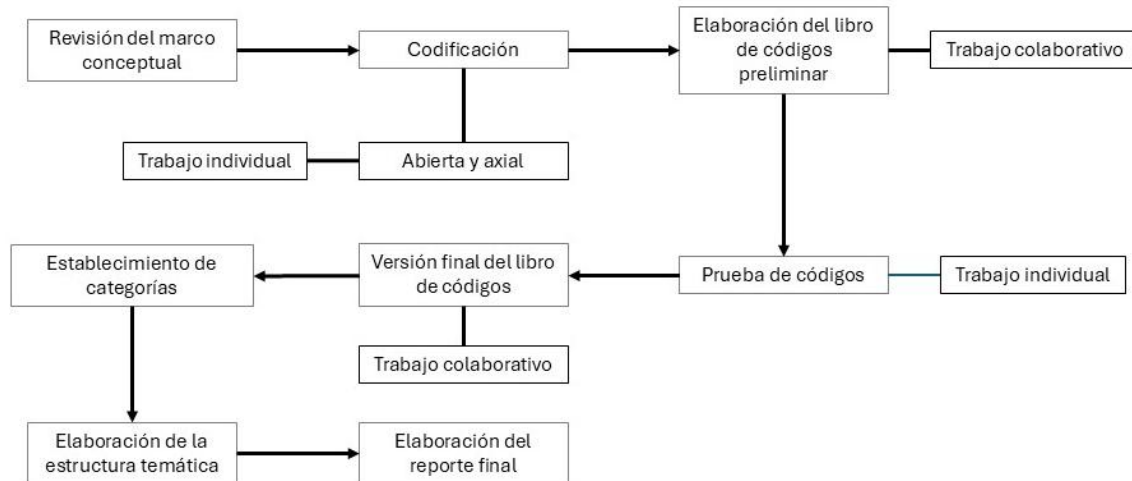 Revisión del marco
conceptual
Codificación
Elaboración del libro
de códigos
preliminar
Trabajo colaborativo
Trabajo individual
Abierta y axial
Establecimiento de
categorías
Versión final del libro
de códigos
Prueba de códigos
Trabajo individual
Trabajo colaborativo
Elaboración de la
estructura temática
Elaboración del
reporte final